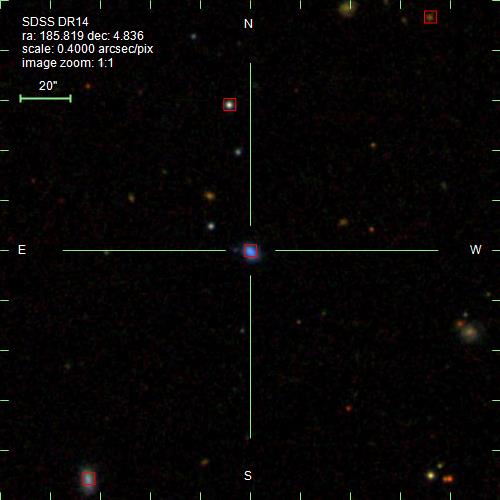 SDSS DR14
ra: 185.819 dec: 4.836
scale: 0.4000 arcsec/pix
image zoom: 1:1
20"
N
E
W
S